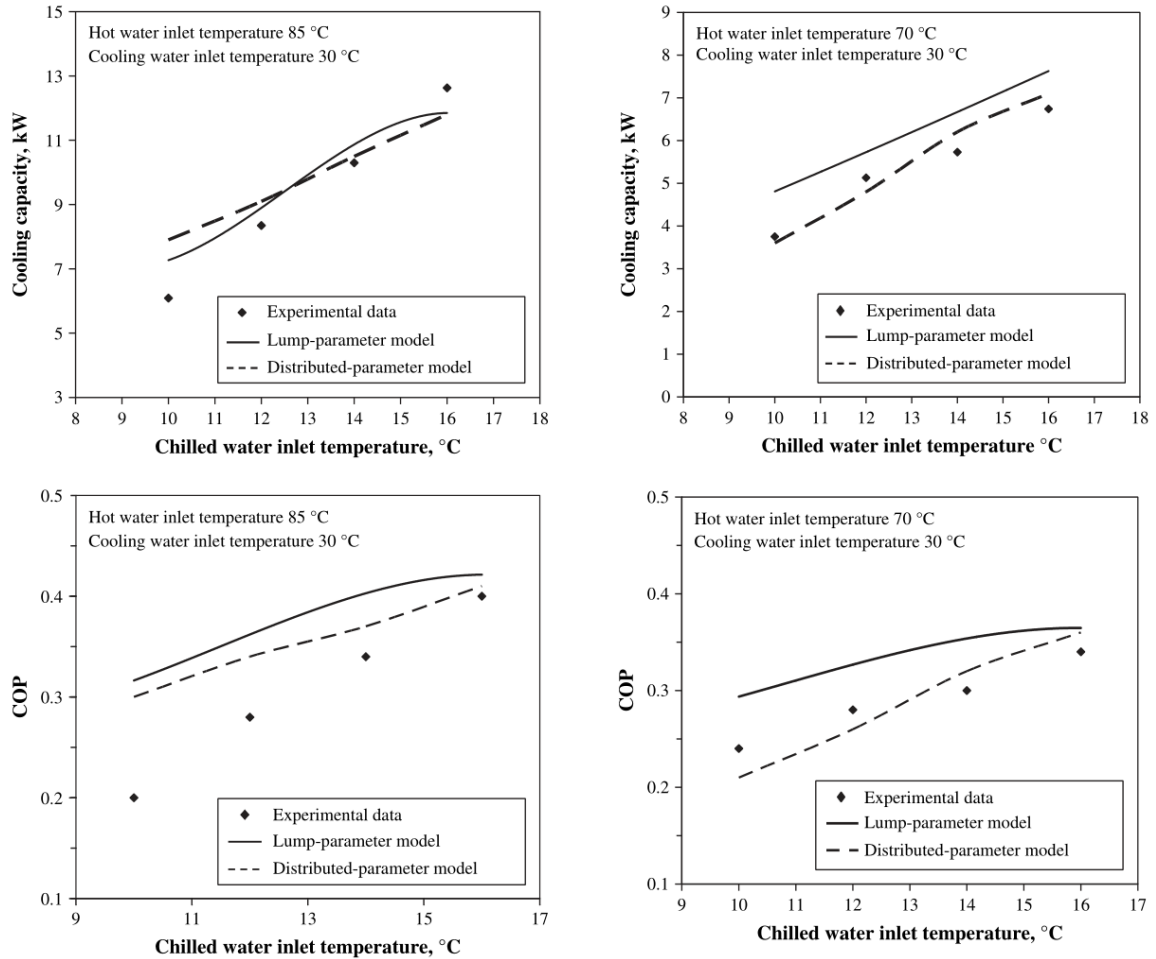 Hot water inlet temperature 85 °C
Cooling water inlet temperature 30 °C
Cooling capacity, kW
15
13
11
9
7
5
3
Experimental data
Lump-parameter model
Distributed-parameter model
8 9 10 11 12 13 14 15 16 17 18
Chilled water inlet temperature, °C
Hot water inlet temperature 70 °C
Cooling water inlet temperature 30 °C
Cooling capacity, kW
9
8
7
6
5
4
3
2
1
0
Experimental data
Lump-parameter model
Distributed-parameter model
8 9 10 11 12 13 14 15 16 17 18
Chilled water inlet temperature °C
Hot water inlet temperature 85 °C
Cooling water inlet temperature 30 °C
COP
0.5
0.4
0.3
0.2
0.1
Experimental data
Lump-parameter model
Distributed-parameter model
9 11 13 15 17
Chilled water inlet temperature, °C
Hot water inlet temperature 70 °C
Cooling water inlet temperature 30 °C
COP
0.5
0.4
0.3
0.2
0.1
Experimental data
Lump-parameter model
Distributed-parameter model
9 10 11 12 13 14 15 16 17
Chilled water inlet temperature, °C